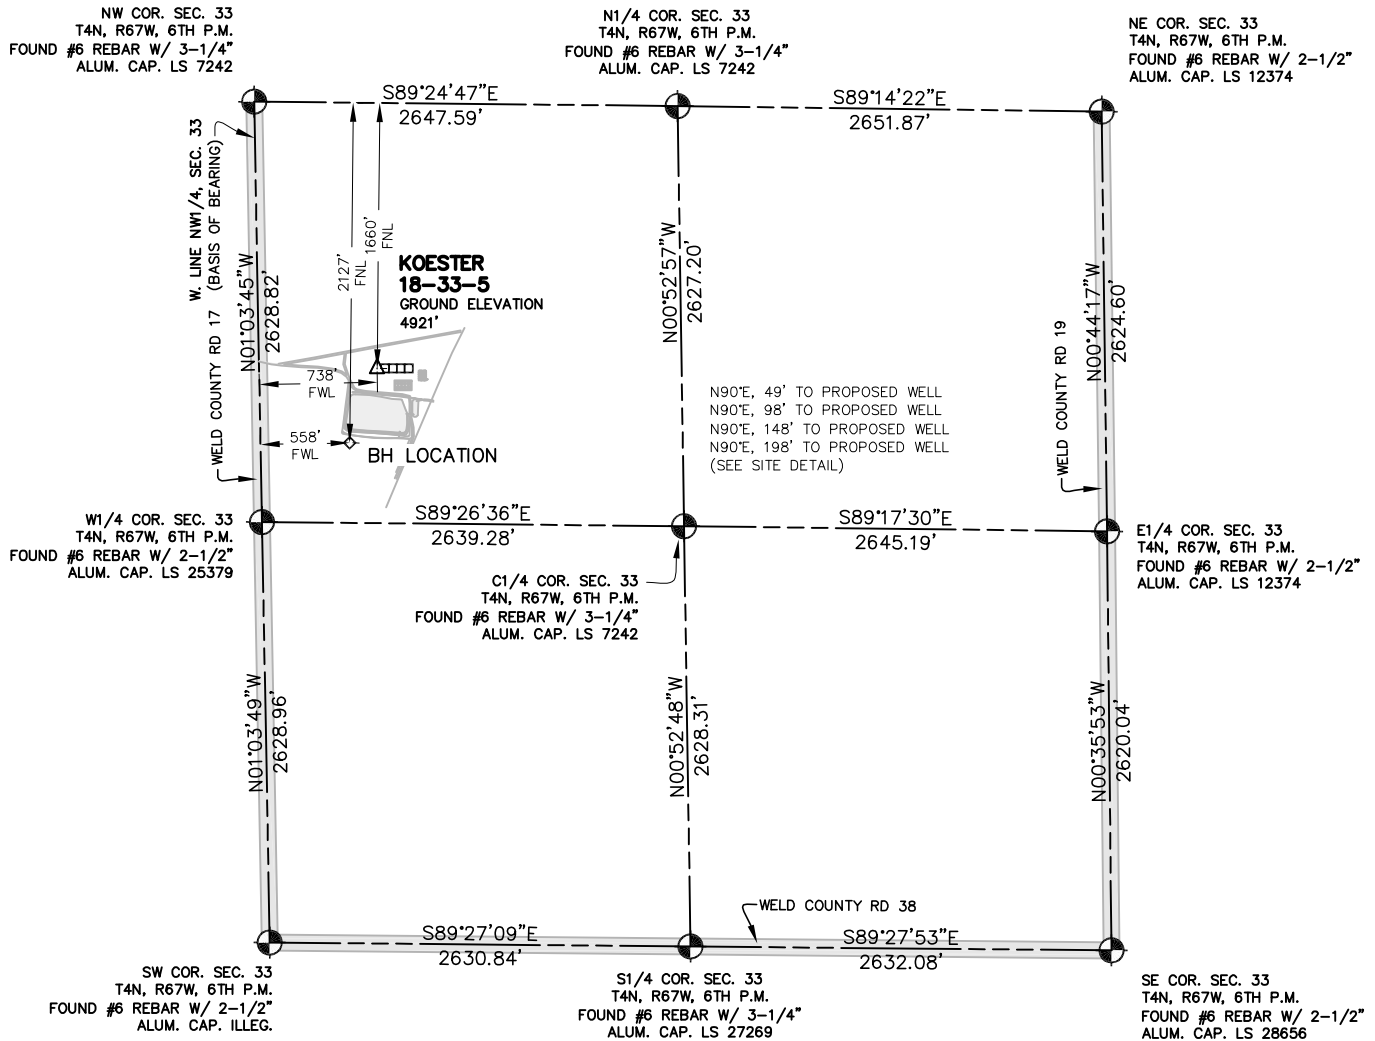 NW COR. SEC. 33
T4N, R67W, 6TH P.M.
FOUND #6 REBAR W/ 3-1/4"
ALUM. CAP. LS 7242
N1/4 COR. SEC. 33
T4N, R67W, 6TH P.M.
FOUND #6 REBAR W/ 3-1/4"
ALUM. CAP. LS 7242
NE COR. SEC. 33
T4N, R67W, 6TH P.M.
FOUND #6 REBAR W/ 2-1/2"
ALUM. CAP. LS 12374
S89°24'47"E
2647.59'
S89°14'22"E
2651.87'
W. LINE NW1/4, SEC. 33
(BASIS OF BEARING)
N01°03'45"W
2628.82'
WELD COUNTY RD 17
2127'
FNL
1660'
FNL
KOESTER
18-33-5
GROUND ELEVATION
4921'
738'
FWL
558'
FWL
BH LOCATION
N00°52'57"W
2627.20'
N90°E, 49' TO PROPOSED WELL
N90°E, 98' TO PROPOSED WELL
N90°E, 148' TO PROPOSED WELL
N90°E, 198' TO PROPOSED WELL
(SEE SITE DETAIL)
WELD COUNTY RD 19
N00°44'17"W
2624.60'
W1/4 COR. SEC. 33
T4N, R67W, 6TH P.M.
FOUND #6 REBAR W/ 2-1/2"
ALUM. CAP. LS 25379
S89°26'36"E
2639.28'
S89°17'30"E
2645.19'
E1/4 COR. SEC. 33
T4N, R67W, 6TH P.M.
FOUND #6 REBAR W/ 2-1/2"
ALUM. CAP. LS 12374
C1/4 COR. SEC. 33
T4N, R67W, 6TH P.M.
FOUND #6 REBAR W/ 3-1/4"
ALUM. CAP. LS 7242
N01°03'49"W
2628.96'
N00°52'48"W
2628.31'
N00°35'53"W
2620.04'
WELD COUNTY RD 38
S89°27'09"E
2630.84'
S89°27'53"E
2632.08'
SW COR. SEC. 33
T4N, R67W, 6TH P.M.
FOUND #6 REBAR W/ 2-1/2"
ALUM. CAP. ILLEG.
S1/4 COR. SEC. 33
T4N, R67W, 6TH P.M.
FOUND #6 REBAR W/ 3-1/4"
ALUM. CAP. LS 27269
SE COR. SEC. 33
T4N, R67W, 6TH P.M.
FOUND #6 REBAR W/ 2-1/2"
ALUM. CAP. LS 28656